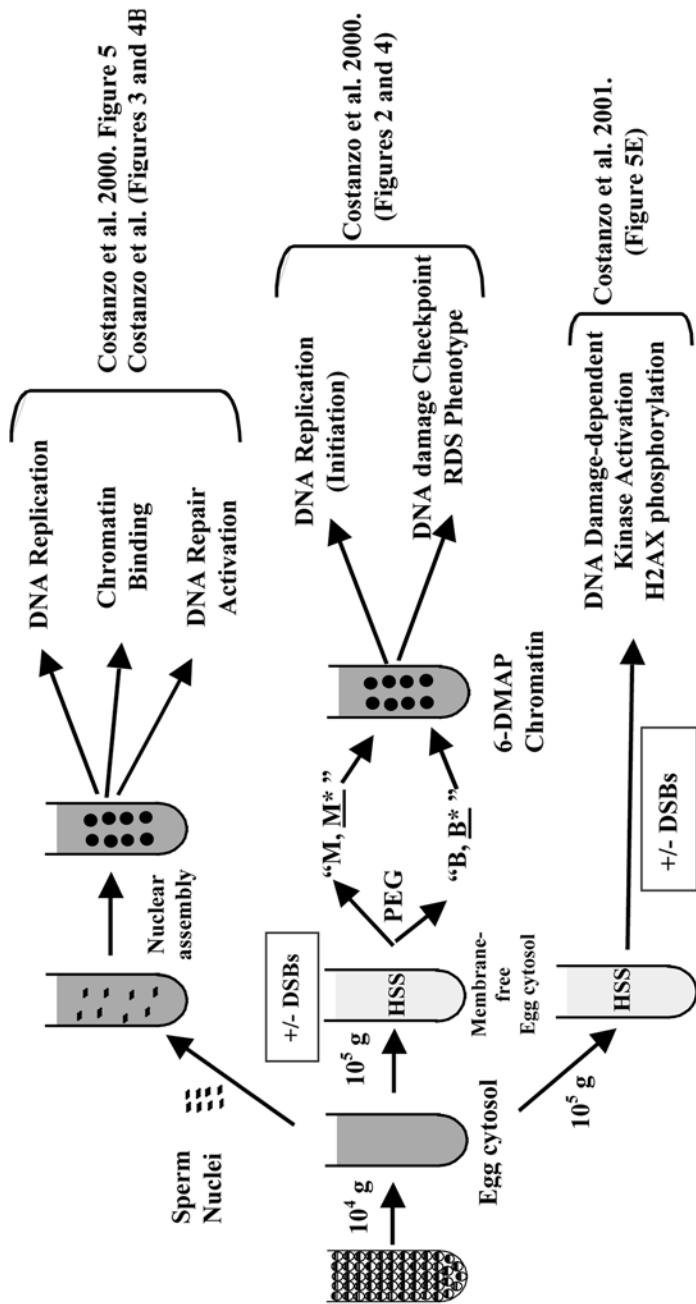 Sperm
Nuclei
Nuclear
assembly
DNA Replication
Chromatin
Binding
DNA Repair
Activation
Costanzo et al. 2000. Figure 5
Costanzo et al. (Figures 3 and 4B
10⁴ g
Egg cytosol
10⁵ g
+/- DSBs
HSS
Membrane-
free
Egg cytosol
PEG
“M, M* ”
“B, B* ”
6-DMAP
Chromatin
DNA Replication
(Initiation)
DNA damage Checkpoint
RDS Phenotype
Costanzo et al. 2000.
(Figures 2 and 4)
10⁵ g
HSS
+/- DSBs
DNA Damage-dependent
Kinase Activation
H2AX phosphorylation
Costanzo et al. 2001.
(Figure 5E)